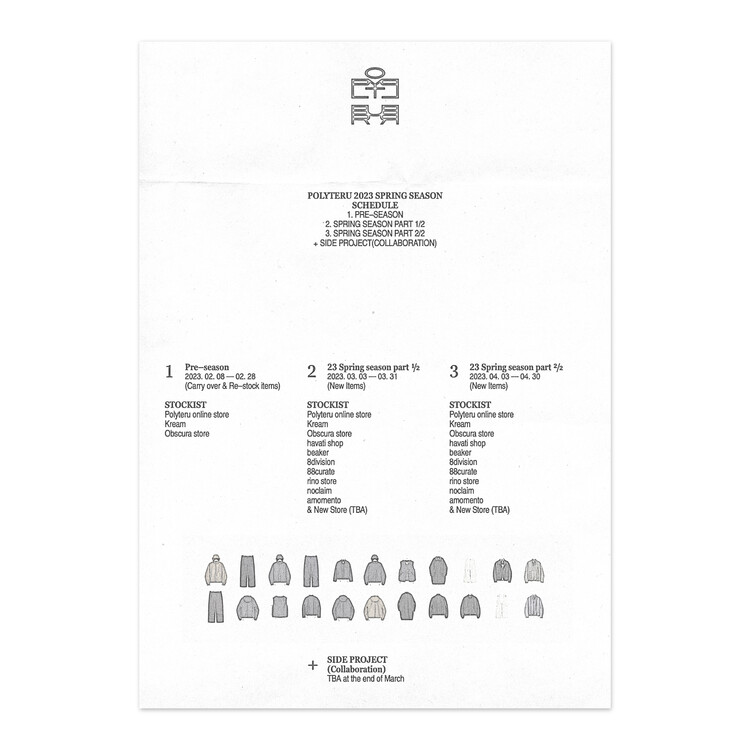 POLYTERU 2023 SPRING SEASON
SCHEDULE
1. PRE-SEASON
2. SPRING SEASON PART 1/2
3. SPRING SEASON PART 2/2
+ SIDE PROJECT(COLLABORATION)
1 Pre-season
2023. 02. 08 — 02. 28
(Carry over & Re-stock items)
STOCKIST
Polyteru online store
Kream
Obscura store
2 23 Spring season part 1/2
2023. 03. 03 — 03. 31
(New Items)
STOCKIST
Polyteru online store
Kream
Obscura store
havati shop
beaker
8division
88curate
rino store
noclaim
amomento
& New Store (TBA)
3 23 Spring season part 2/2
2023. 04. 03 — 04. 30
(New Items)
STOCKIST
Polyteru online store
Kream
Obscura store
havati shop
beaker
8division
88curate
rino store
noclaim
amomento
& New Store (TBA)
+ SIDE PROJECT
(Collaboration)
TBA at the end of March